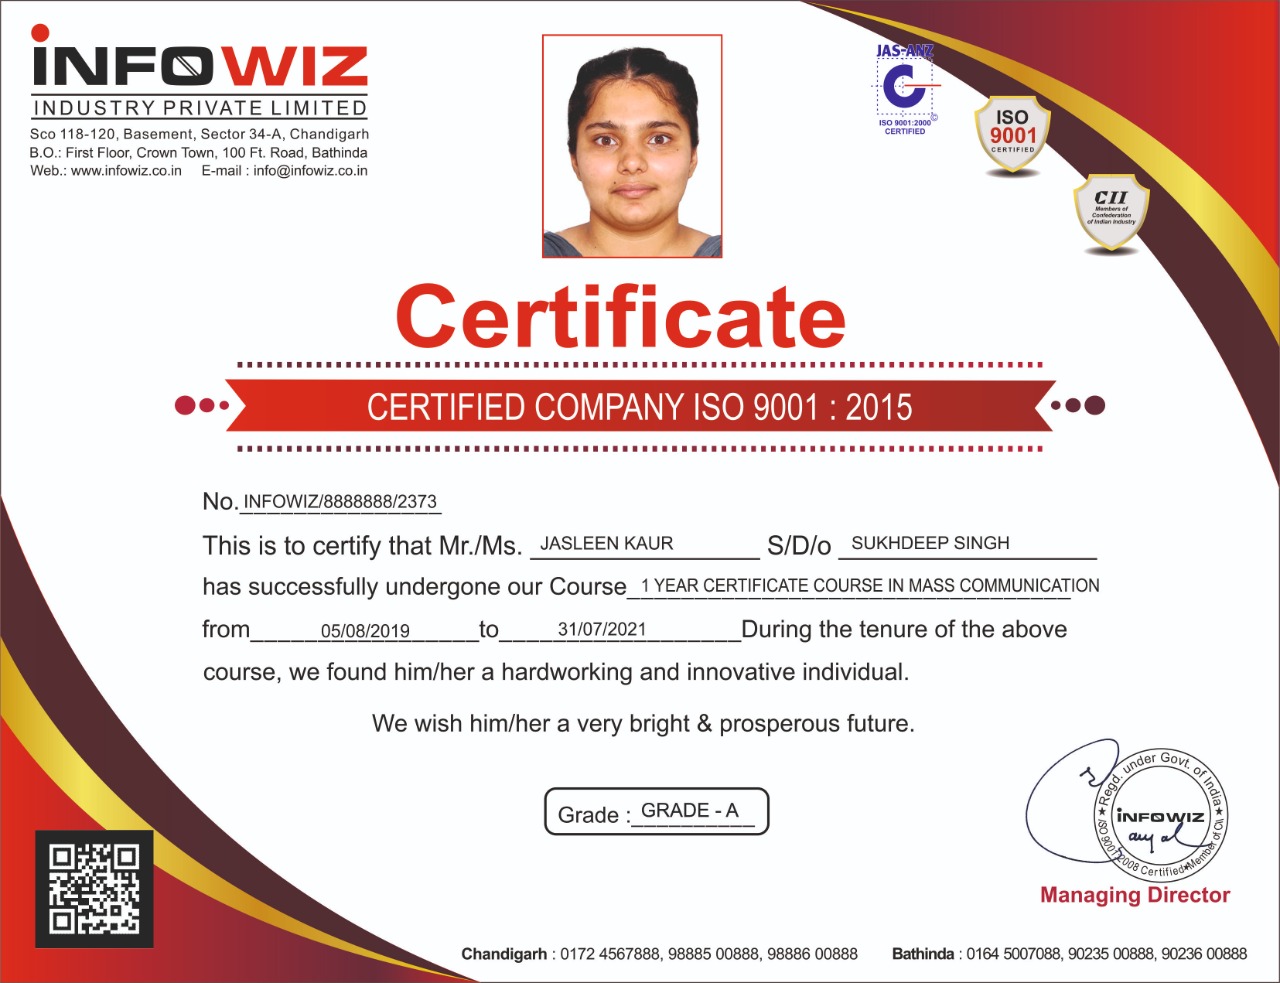 iNFOWIZ
INDUSTRY PRIVATE LIMITED
Sco 118-120, Basement, Sector 34-A, Chandigarh
B.O.: First Floor, Crown Town, 100 Ft. Road, Bathinda
Web.: www.infowiz.co.in E-mail : info@infowiz.co.in
JAS-ANZ
ISO 9001:2000
CERTIFIED
©
ISO
9001
CERTIFIED
CII
Members of
Confederation
of Indian Industry
Certificate
CERTIFIED COMPANY ISO 9001 : 2015
No. INFOWIZ/8888888/2373
This is to certify that Mr./Ms. JASLEEN KAUR S/D/o SUKHDEEP SINGH
has successfully undergone our Course 1 YEAR CERTIFICATE COURSE IN MASS COMMUNICATION
from 05/08/2019 to 31/07/2021 During the tenure of the above
course, we found him/her a hardworking and innovative individual.
We wish him/her a very bright & prosperous future.
Grade : GRADE - A
Regd. under Govt. of India
iNFOWIZ
ISO 9001:2008 Certified ★ Member of CII ★
Managing Director
Chandigarh : 0172 4567888, 98885 00888, 98886 00888 Bathinda : 0164 5007088, 90235 00888, 90236 00888